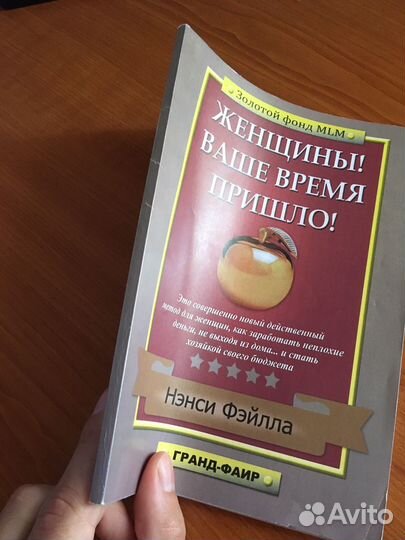 Золотой фонд MLM
ЖЕНЩИНЫ!
ВАШЕ ВРЕМЯ
ПРИШЛО!
Это совершенно новый действенный
метод для женщин, как заработать неплохие
деньги, не выходя из дома... и стать
хозяйкой своего бюджета
Нэнси Фэйлла
ГРАНД-ФАИР
Avito